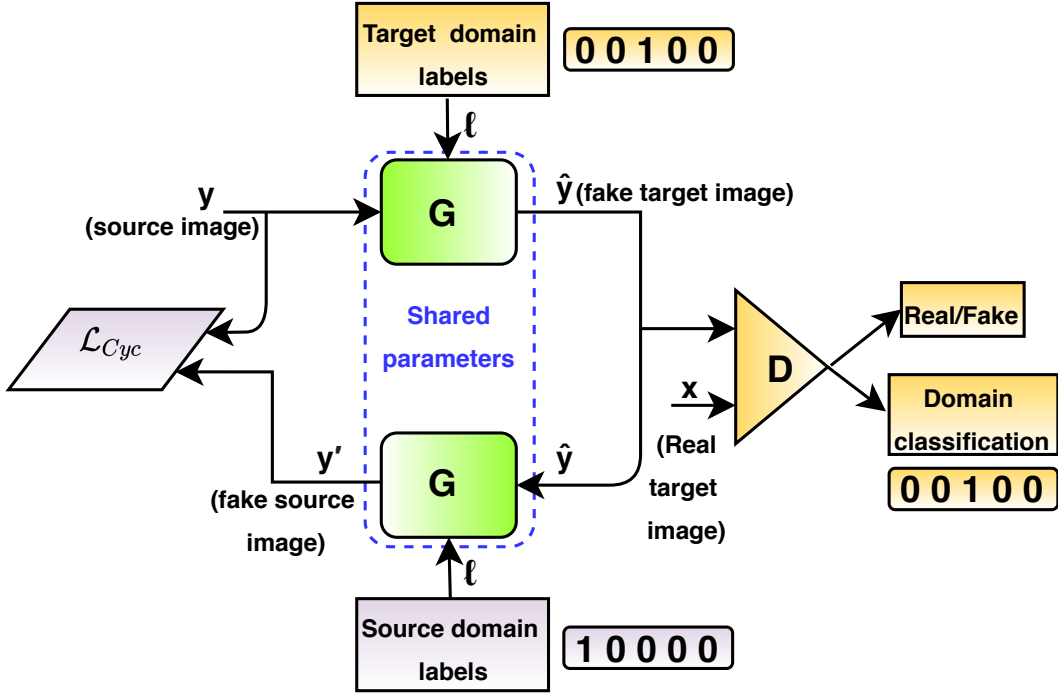 Target domain
labels
0 0 1 0 0
ℓ
y
(source image)
G
ŷ (fake target image)
Shared
parameters
ℒCyc
Real/Fake
D
x
(Real
target
image)
Domain
classification
0 0 1 0 0
y′
(fake source
image)
G
ŷ
ℓ
Source domain
labels
1 0 0 0 0